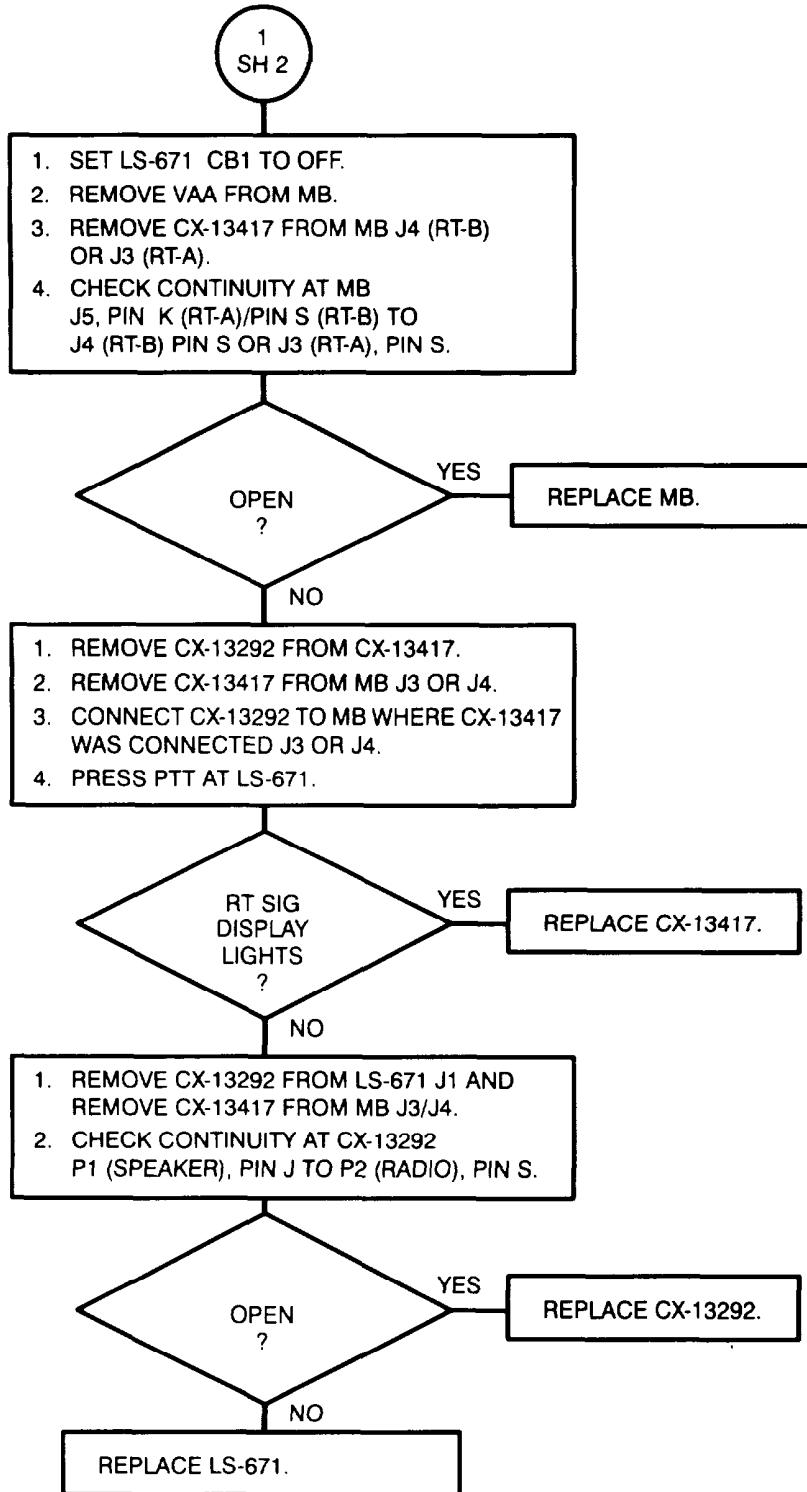 1
SH 2
1. SET LS-671 CB1 TO OFF.
2. REMOVE VAA FROM MB.
3. REMOVE CX-13417 FROM MB J4 (RT-B)
OR J3 (RT-A).
4. CHECK CONTINUITY AT MB
J5, PIN K (RT-A)/PIN S (RT-B) TO
J4 (RT-B) PIN S OR J3 (RT-A), PIN S.
OPEN
?
YES
REPLACE MB.
NO
1. REMOVE CX-13292 FROM CX-13417.
2. REMOVE CX-13417 FROM MB J3 OR J4.
3. CONNECT CX-13292 TO MB WHERE CX-13417
WAS CONNECTED J3 OR J4.
4. PRESS PTT AT LS-671.
RT SIG
DISPLAY
LIGHTS
?
YES
REPLACE CX-13417.
NO
1. REMOVE CX-13292 FROM LS-671 J1 AND
REMOVE CX-13417 FROM MB J3/J4.
2. CHECK CONTINUITY AT CX-13292
P1 (SPEAKER), PIN J TO P2 (RADIO), PIN S.
OPEN
?
YES
REPLACE CX-13292.
NO
REPLACE LS-671.